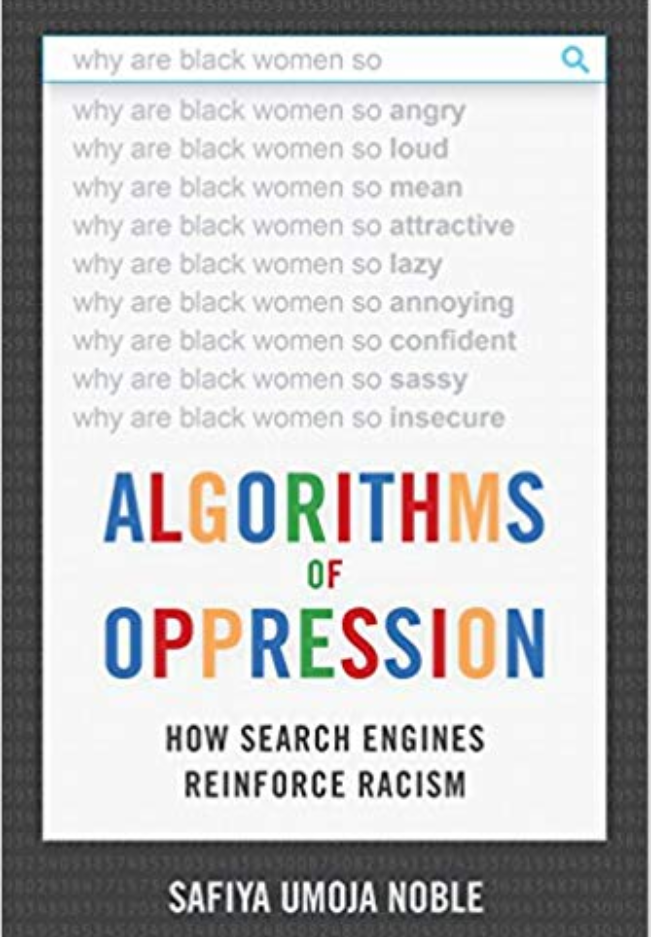 why are black women so
why are black women so angry
why are black women so loud
why are black women so mean
why are black women so attractive
why are black women so lazy
why are black women so annoying
why are black women so confident
why are black women so sassy
why are black women so insecure
ALGORITHMS
OF
OPPRESSION
HOW SEARCH ENGINES
REINFORCE RACISM
SAFIYA UMOJA NOBLE